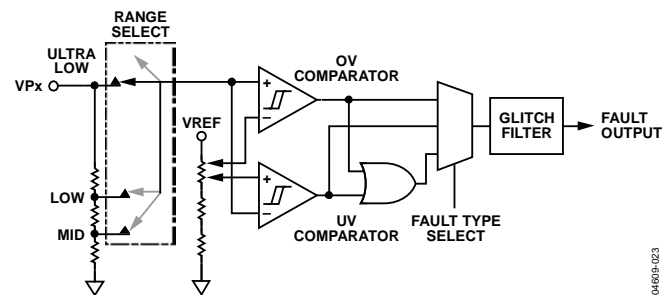 RANGE
SELECT
ULTRA
LOW
VPx
OV
COMPARATOR
VREF
+
–
+
–
GLITCH
FILTER
FAULT
OUTPUT
LOW
MID
UV
COMPARATOR
FAULT TYPE
SELECT
04609-023